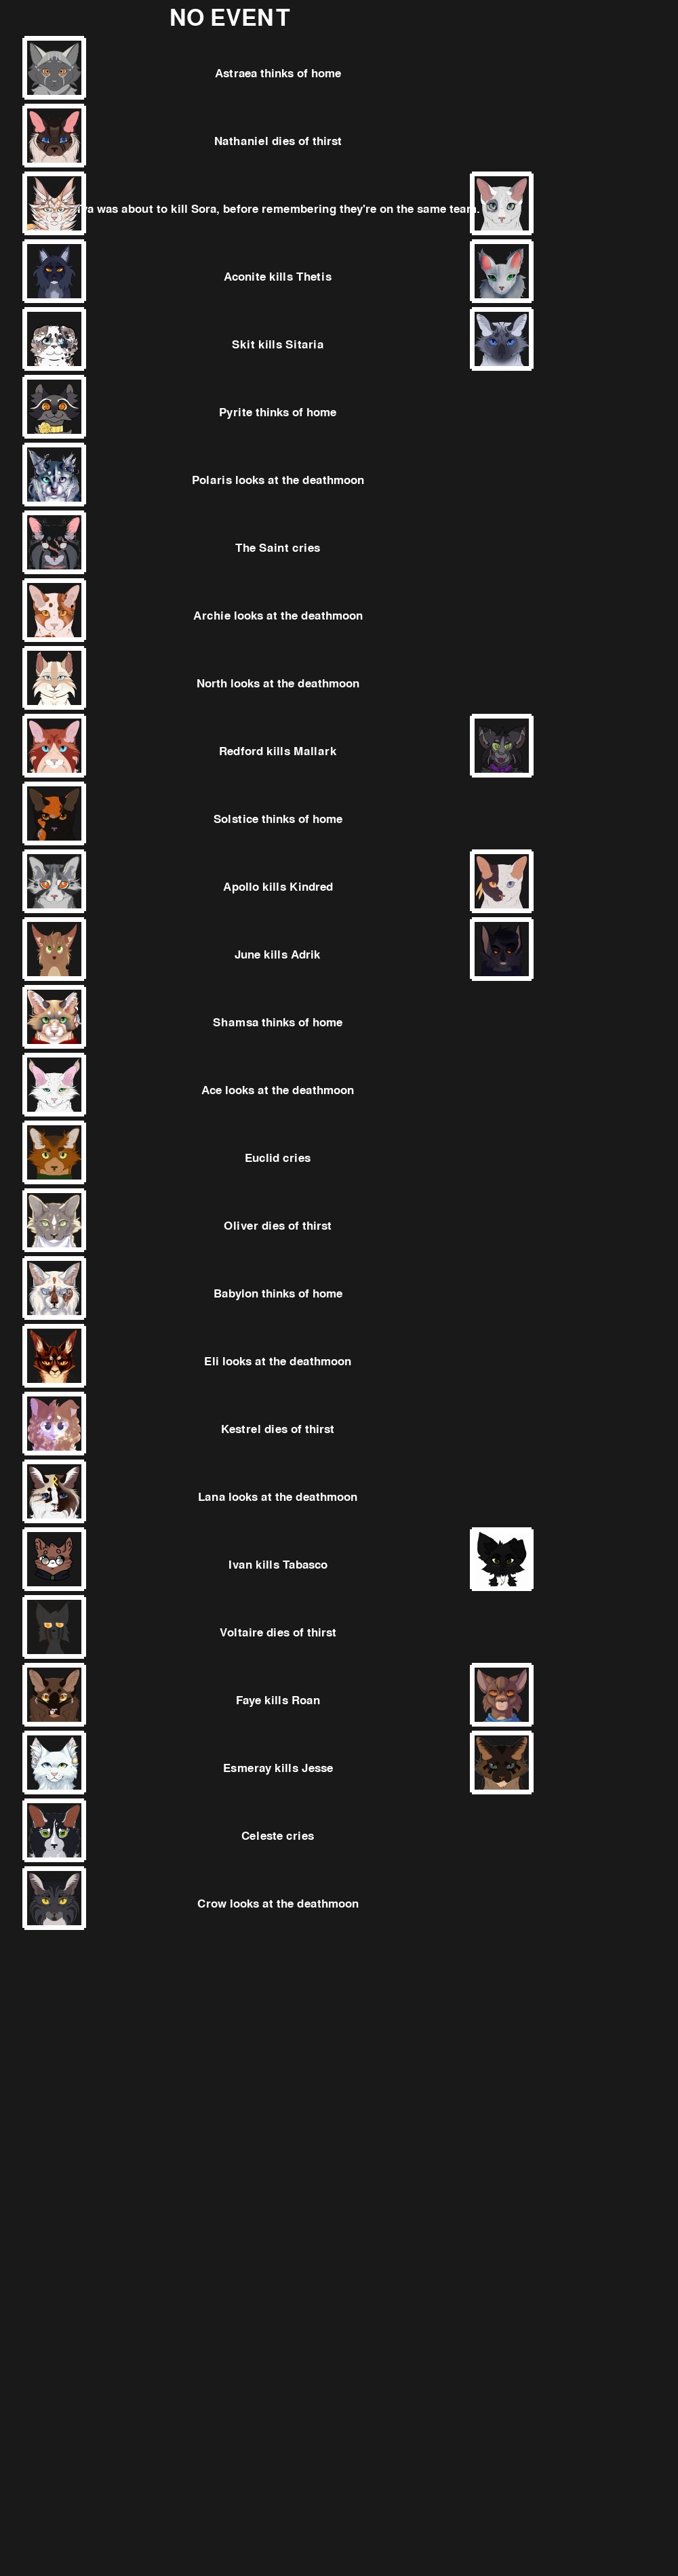 NO EVENT
Astraea thinks of home
Nathaniel dies of thirst
was about to kill Sora, before remembering they're on the same team.
Aconite kills Thetis
Skit kills Sitaria
Pyrite thinks of home
Polaris looks at the deathmoon
The Saint cries
Archie looks at the deathmoon
North looks at the deathmoon
Redford kills Mallark
Solstice thinks of home
Apollo kills Kindred
June kills Adrik
Shamsa thinks of home
Ace looks at the deathmoon
Euclid cries
Oliver dies of thirst
Babylon thinks of home
Eli looks at the deathmoon
Kestrel dies of thirst
Lana looks at the deathmoon
Ivan kills Tabasco
Voltaire dies of thirst
Faye kills Roan
Esmeray kills Jesse
Celeste cries
Crow looks at the deathmoon